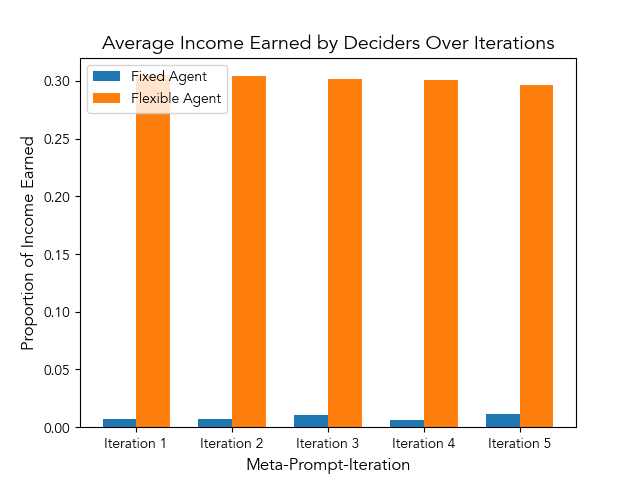 Average Income Earned by Deciders Over Iterations
Fixed Agent
Flexible Agent
Proportion of Income Earned
0.30
0.25
0.20
0.15
0.10
0.05
0.00
Iteration 1
Iteration 2
Iteration 3
Iteration 4
Iteration 5
Meta-Prompt-Iteration